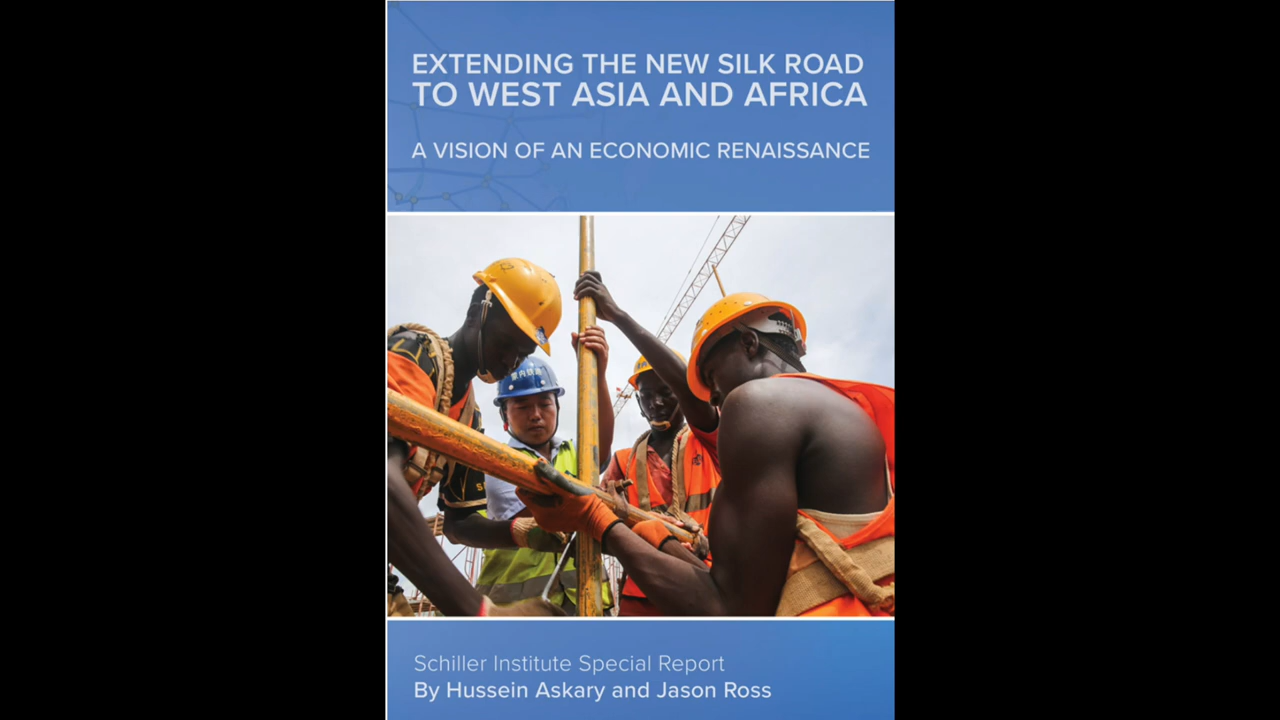 EXTENDING THE NEW SILK ROAD
TO WEST ASIA AND AFRICA
A VISION OF AN ECONOMIC RENAISSANCE
Schiller Institute Special Report
By Hussein Askary and Jason Ross